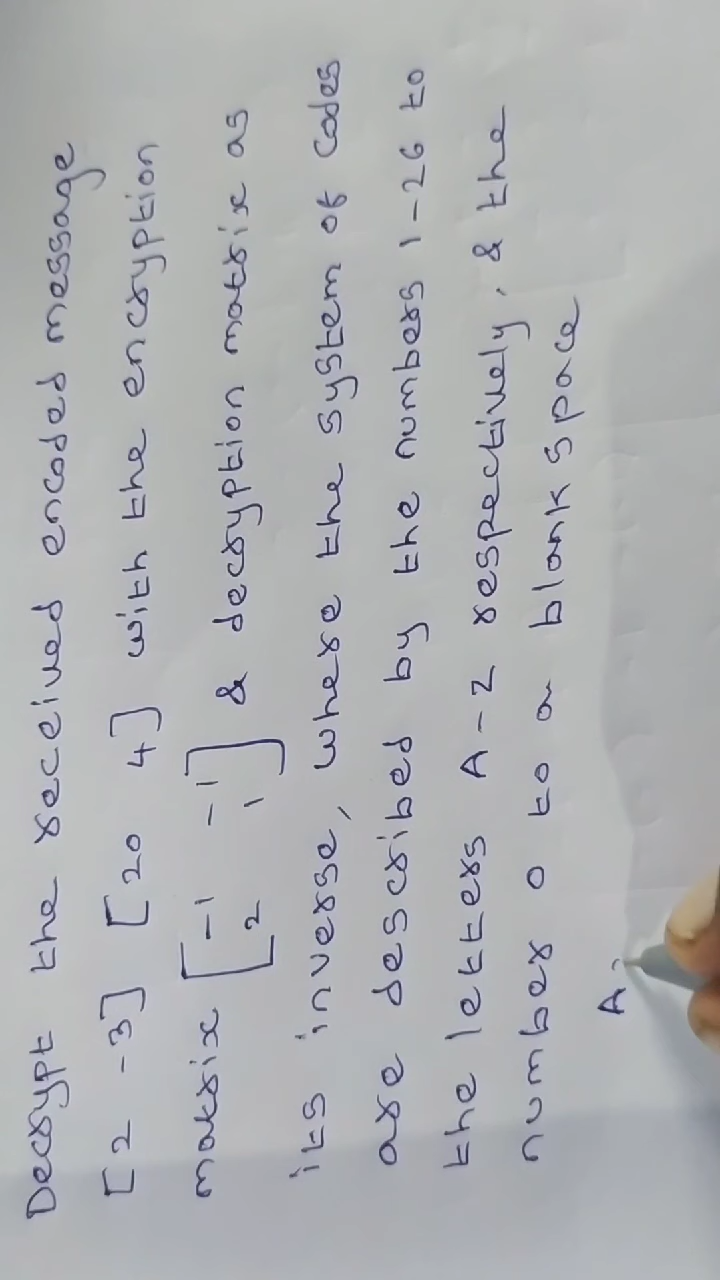 Decrypt the received encoded message
[2 -3] [20 4] with the encryption
matrix [-1 -1
2 1] & decryption matrix as
its inverse, where the system of codes
are described by the numbers 1-26 to
the letters A-Z respectively, & the
number 0 to a blank space
A